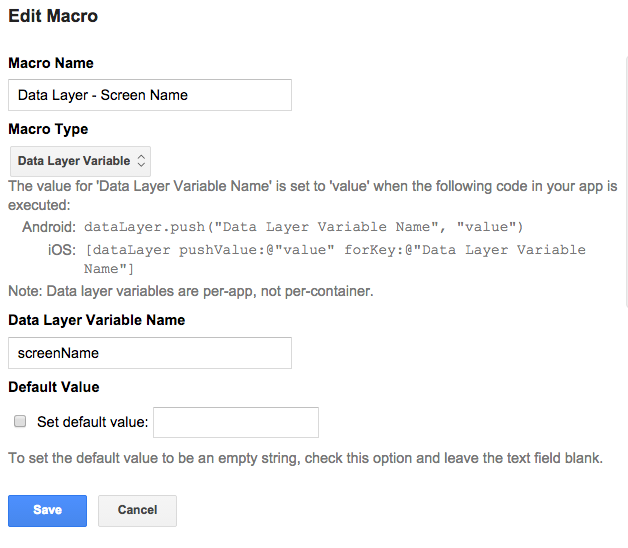 Edit Macro
Macro Name
Data Layer - Screen Name
Macro Type
Data Layer Variable
The value for 'Data Layer Variable Name' is set to 'value' when the following code in your app is
executed:
Android: dataLayer.push("Data Layer Variable Name", "value")
iOS: [dataLayer pushValue:@"value" forKey:@"Data Layer Variable
Name"]
Note: Data layer variables are per-app, not per-container.
Data Layer Variable Name
screenName
Default Value
Set default value:
To set the default value to be an empty string, check this option and leave the text field blank.
Save Cancel